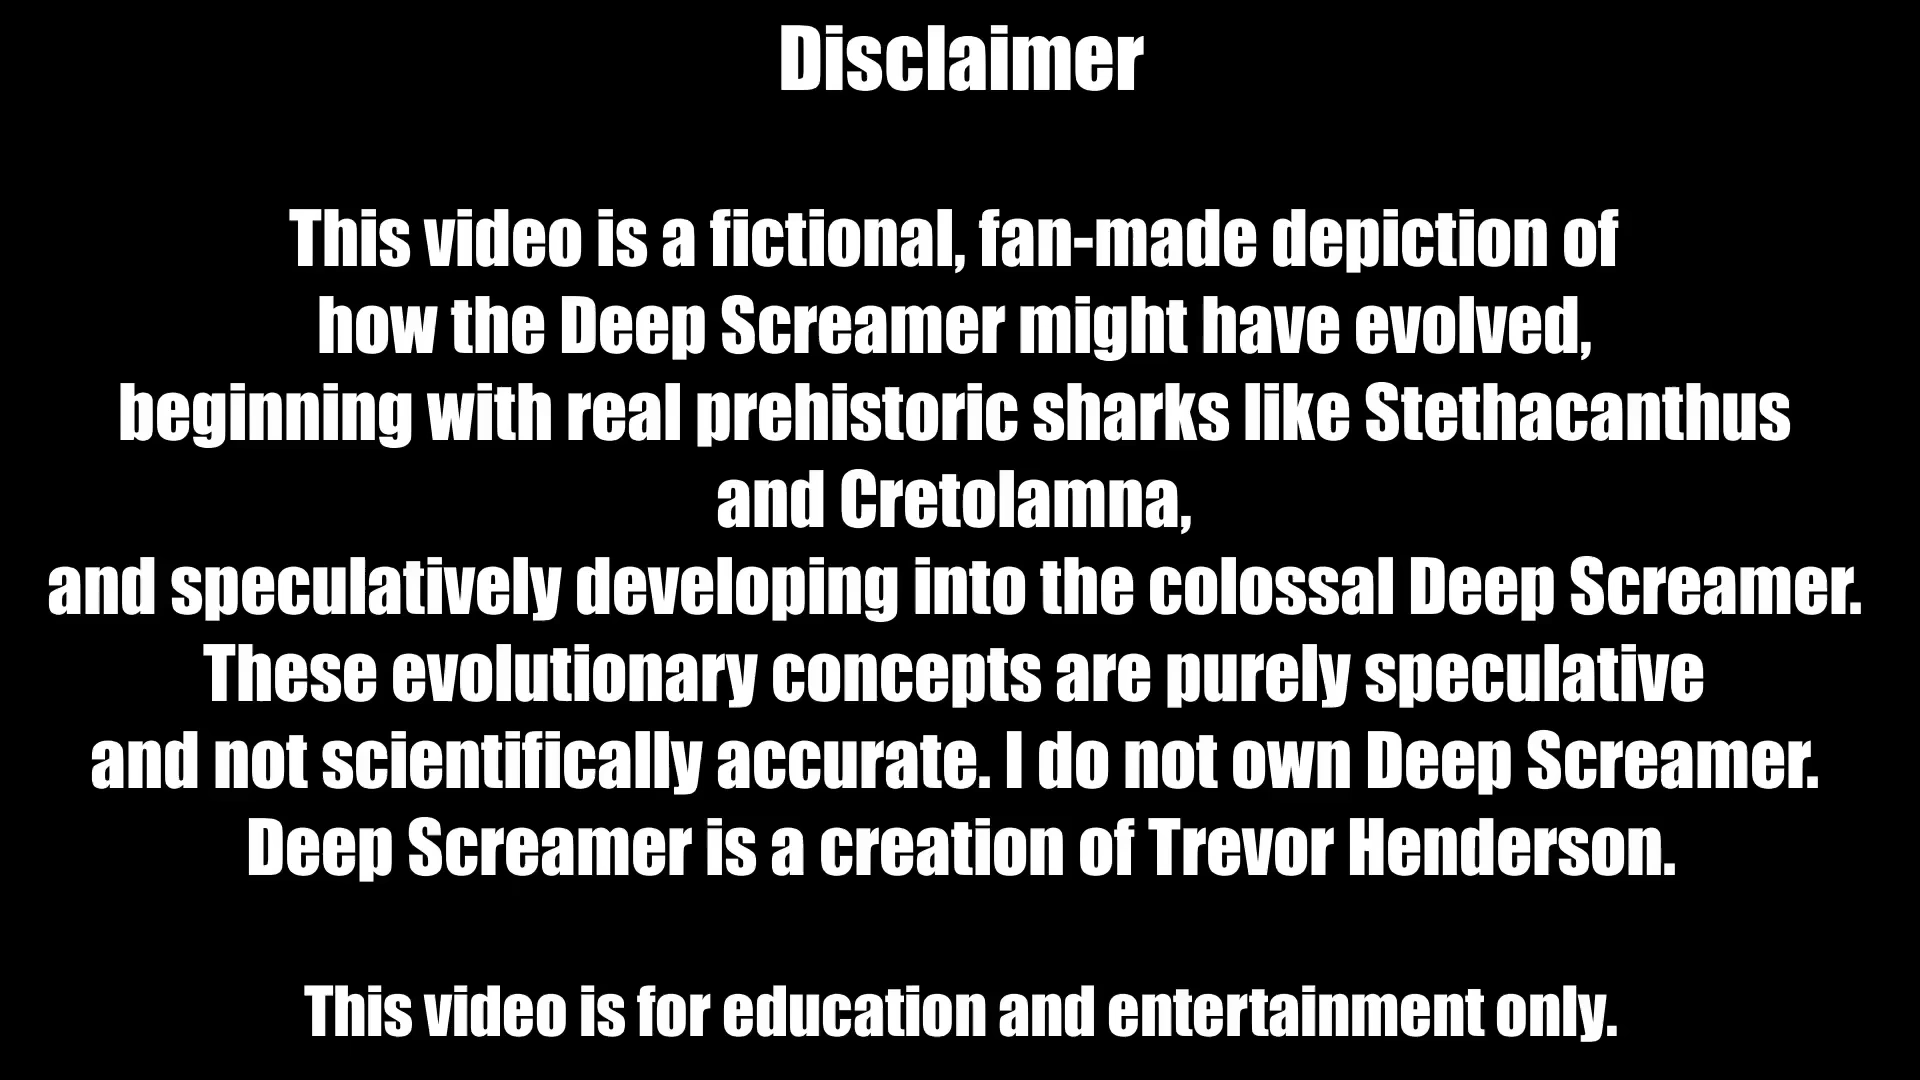 Disclaimer
This video is a fictional, fan-made depiction of
how the Deep Screamer might have evolved,
beginning with real prehistoric sharks like Stethacanthus
and Cretolamna,
and speculatively developing into the colossal Deep Screamer.
These evolutionary concepts are purely speculative
and not scientifically accurate. I do not own Deep Screamer.
Deep Screamer is a creation of Trevor Henderson.
This video is for education and entertainment only.